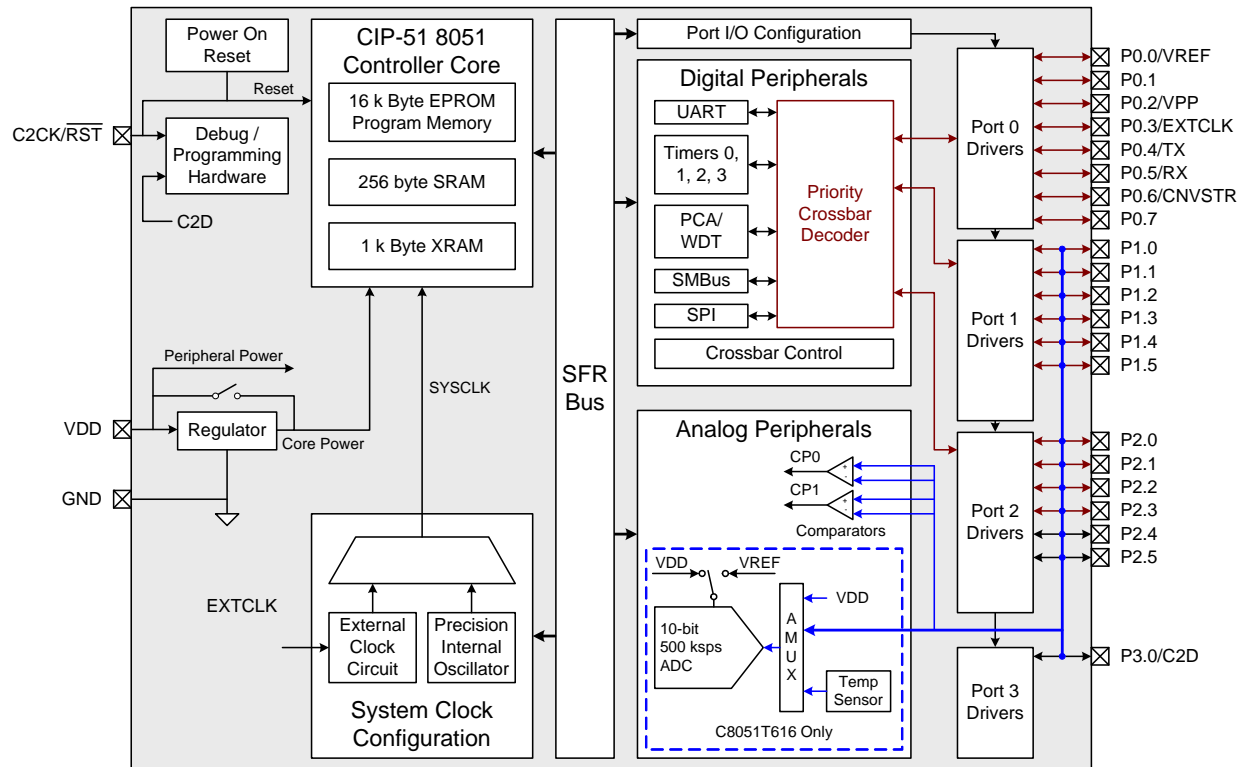 Power On
Reset
Reset
C2CK/RST
Debug /
Programming
Hardware
C2D
CIP-51 8051
Controller Core
16 k Byte EPROM
Program Memory
256 byte SRAM
1 k Byte XRAM
Peripheral Power
VDD
Regulator
Core Power
GND
SYSCLK
EXTCLK
External
Clock
Circuit
Precision
Internal
Oscillator
System Clock
Configuration
SFR
Bus
Port I/O Configuration
Digital Peripherals
UART
Timers 0,
1, 2, 3
PCA/
WDT
SMBus
SPI
Priority
Crossbar
Decoder
Crossbar Control
Analog Peripherals
CP0
+
-
CP1
+
-
Comparators
VDD
VREF
10-bit
500 ksps
ADC
A
M
U
X
VDD
Temp
Sensor
C8051T616 Only
Port 0
Drivers
Port 1
Drivers
Port 2
Drivers
Port 3
Drivers
P0.0/VREF
P0.1
P0.2/VPP
P0.3/EXTCLK
P0.4/TX
P0.5/RX
P0.6/CNVSTR
P0.7
P1.0
P1.1
P1.2
P1.3
P1.4
P1.5
P2.0
P2.1
P2.2
P2.3
P2.4
P2.5
P3.0/C2D